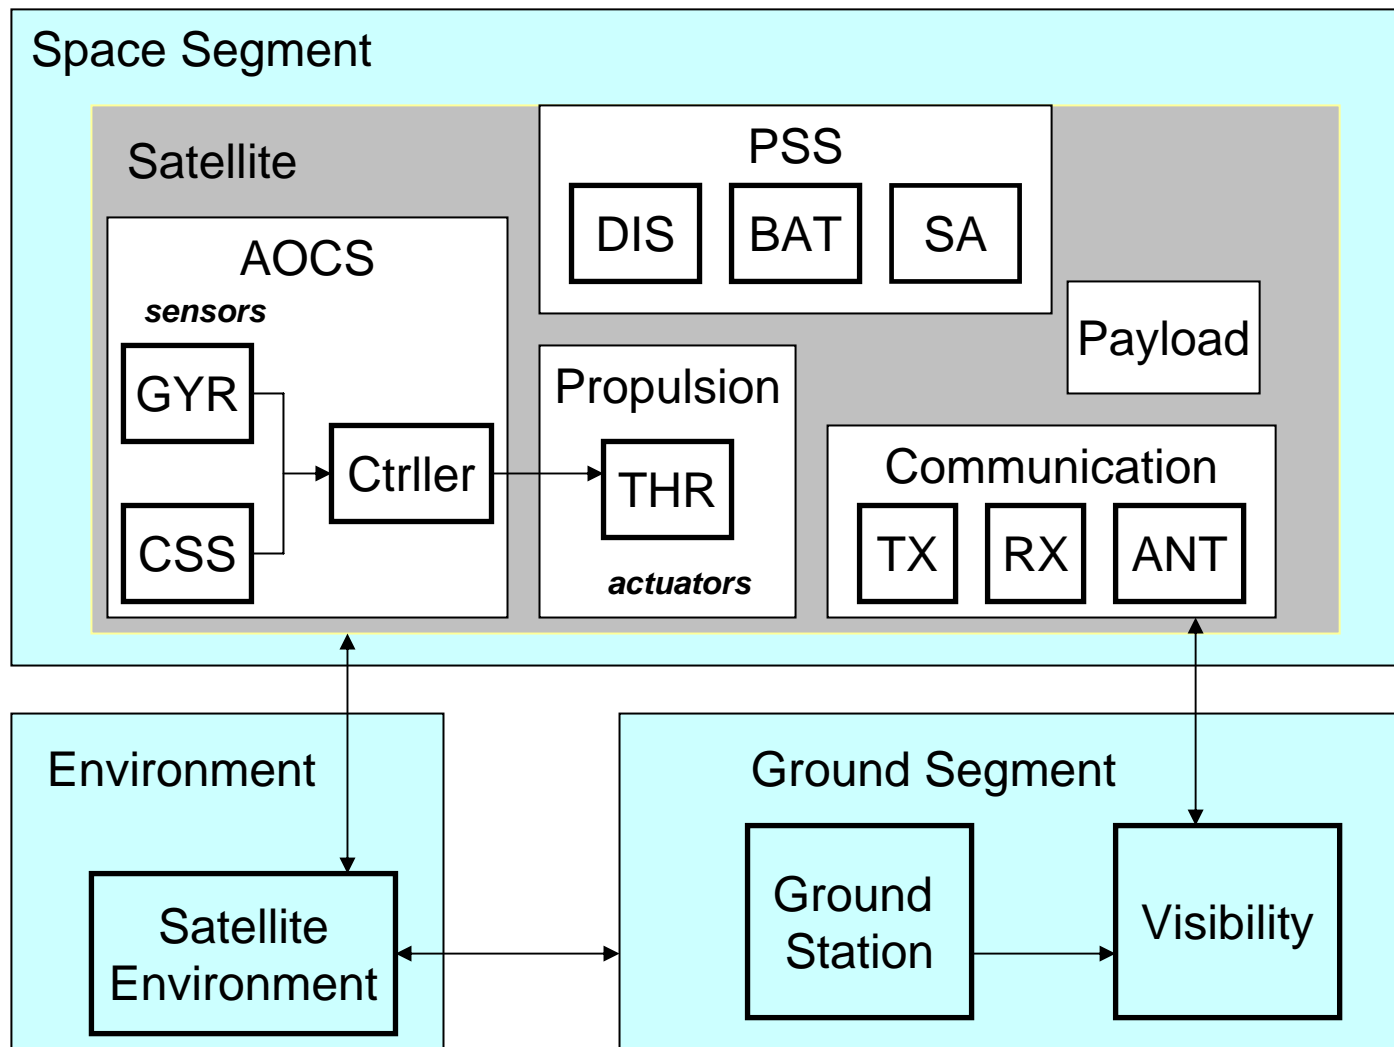 Space Segment
Satellite
PSS
DIS
BAT
SA
AOCS
sensors
GYR
CSS
Ctrller
Propulsion
THR
actuators
Payload
Communication
TX
RX
ANT
Environment
Satellite
Environment
Ground Segment
Ground
Station
Visibility